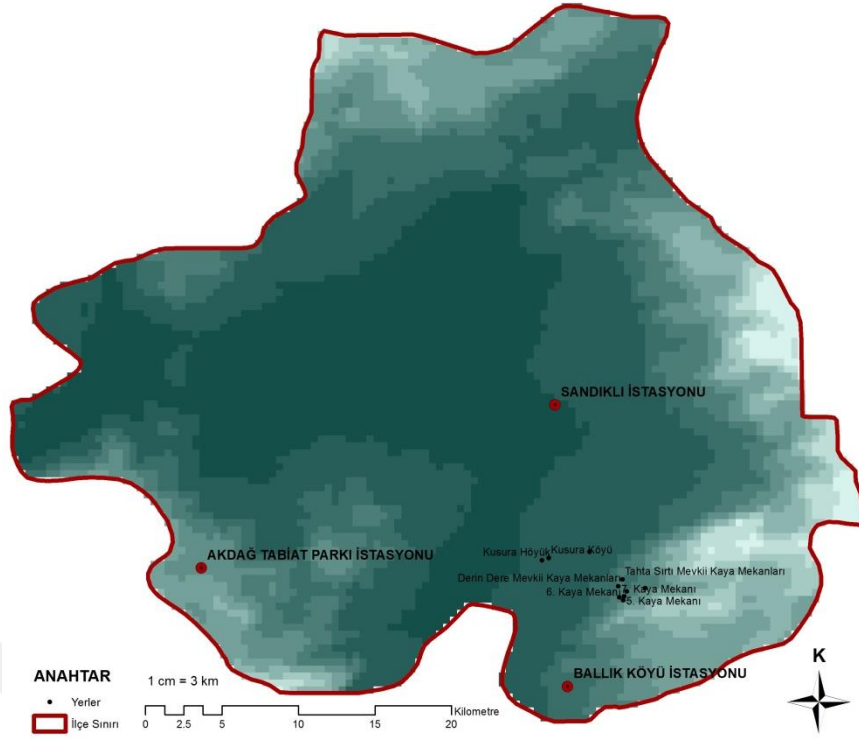 SANDIKLI İSTASYONU
Kusura Höyük
Kusura Köyü
AKDAĞ TABİAT PARKI İSTASYONU
Derin Dere Mevkii Kaya Mekanları
Tahta Sırtı Mevkii Kaya Mekanları
6. Kaya Mekanı
7. Kaya Mekanı
5. Kaya Mekanı
BALLIK KÖYÜ İSTASYONU
K
ANAHTAR
Yerler
İlçe Sınırı
1 cm = 3 km
0 2.5 5 10 15 20 Kilometre